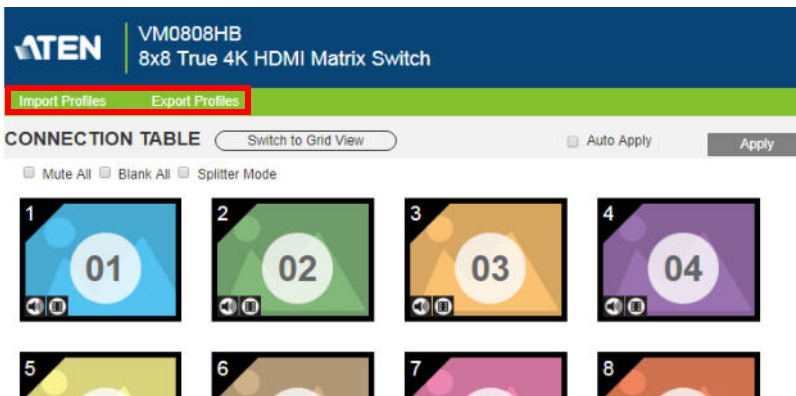 ATEN
VM0808HB
8x8 True 4K HDMI Matrix Switch
Import Profiles Export Profiles
CONNECTION TABLE Switch to Grid View Auto Apply Apply
Mute All Blank All Splitter Mode
1 2 3 4
01 02 03 04
5 6 7 8